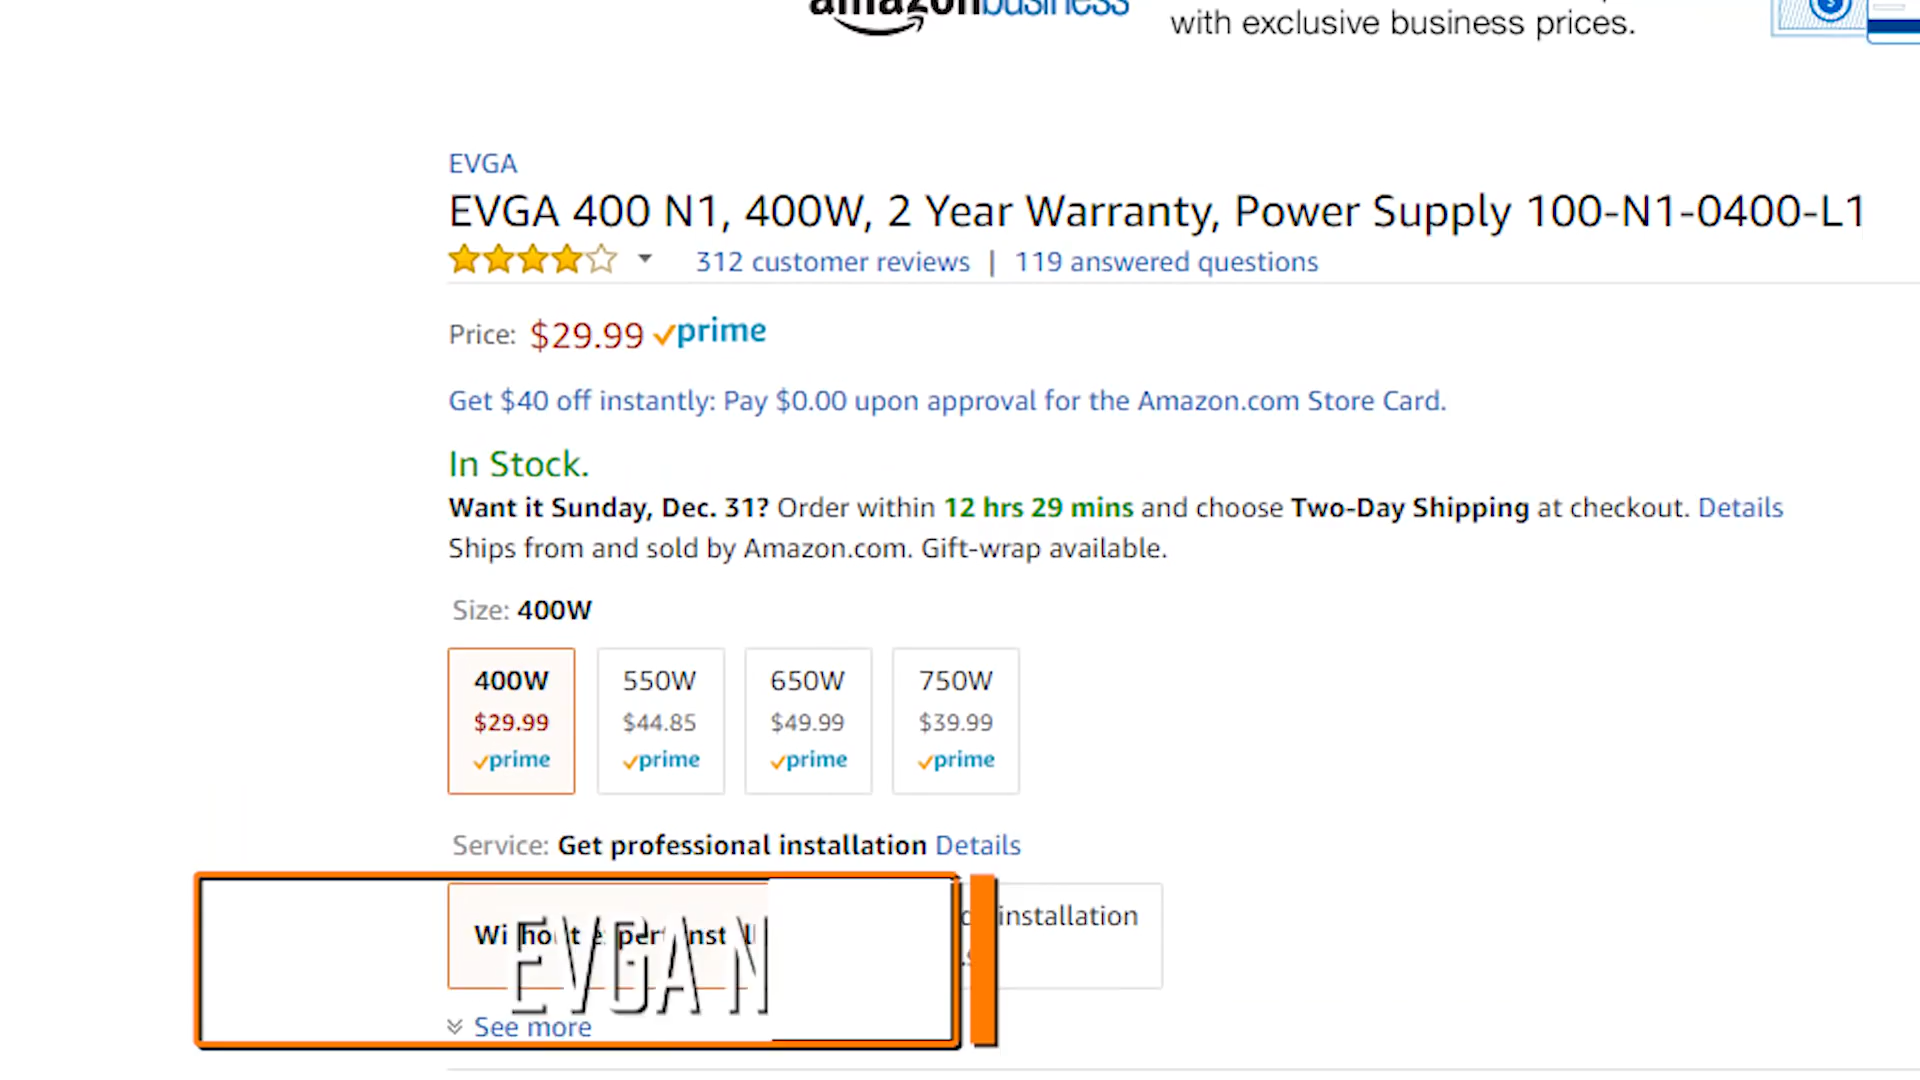 amazonbusiness
with exclusive business prices.
EVGA
EVGA 400 N1, 400W, 2 Year Warranty, Power Supply 100-N1-0400-L1
312 customer reviews | 119 answered questions
Price: $29.99 prime
Get $40 off instantly: Pay $0.00 upon approval for the Amazon.com Store Card.
In Stock.
Want it Sunday, Dec. 31? Order within 12 hrs 29 mins and choose Two-Day Shipping at checkout. Details
Ships from and sold by Amazon.com. Gift-wrap available.
Size: 400W
400W 550W 650W 750W
$29.99 $44.85 $49.99 $39.99
prime prime prime prime
Service: Get professional installation Details
installation
EVGA N
See more